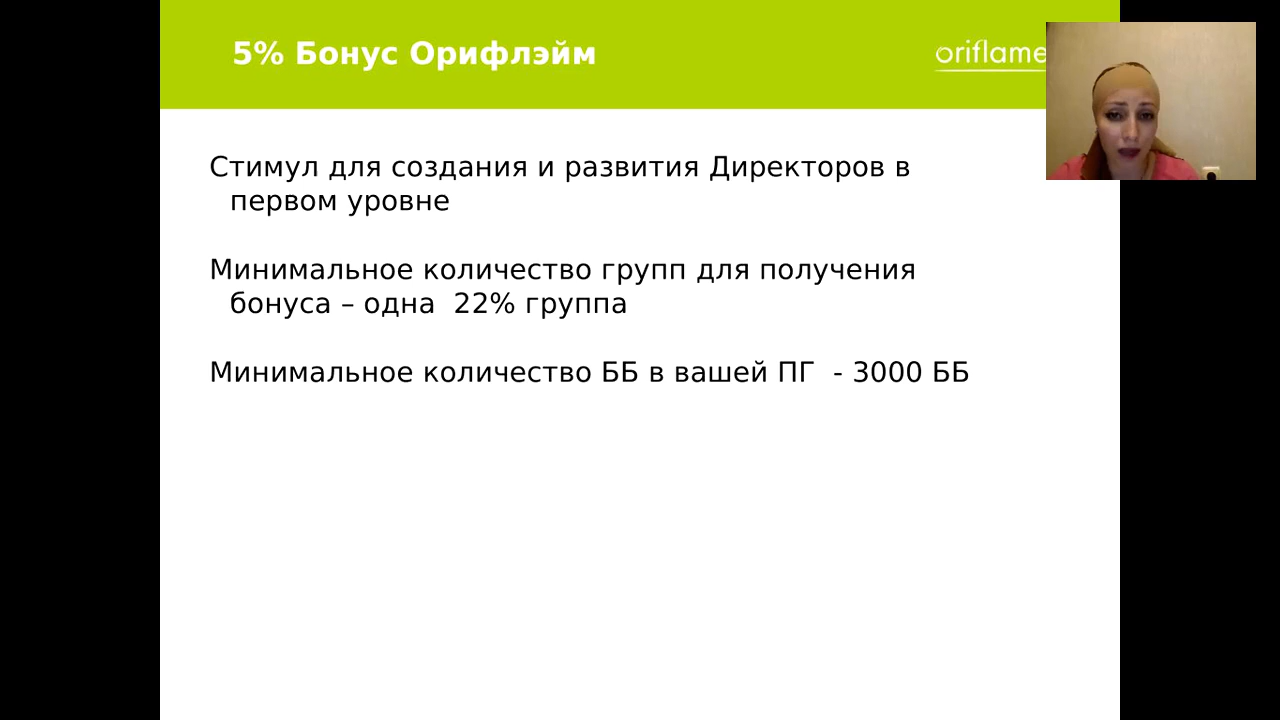 5% Бонус Орифлэйм
oriflame
Стимул для создания и развития Директоров в
первом уровне
Минимальное количество групп для получения
бонуса – одна  22% группа
Минимальное количество ББ в вашей ПГ  - 3000 ББ